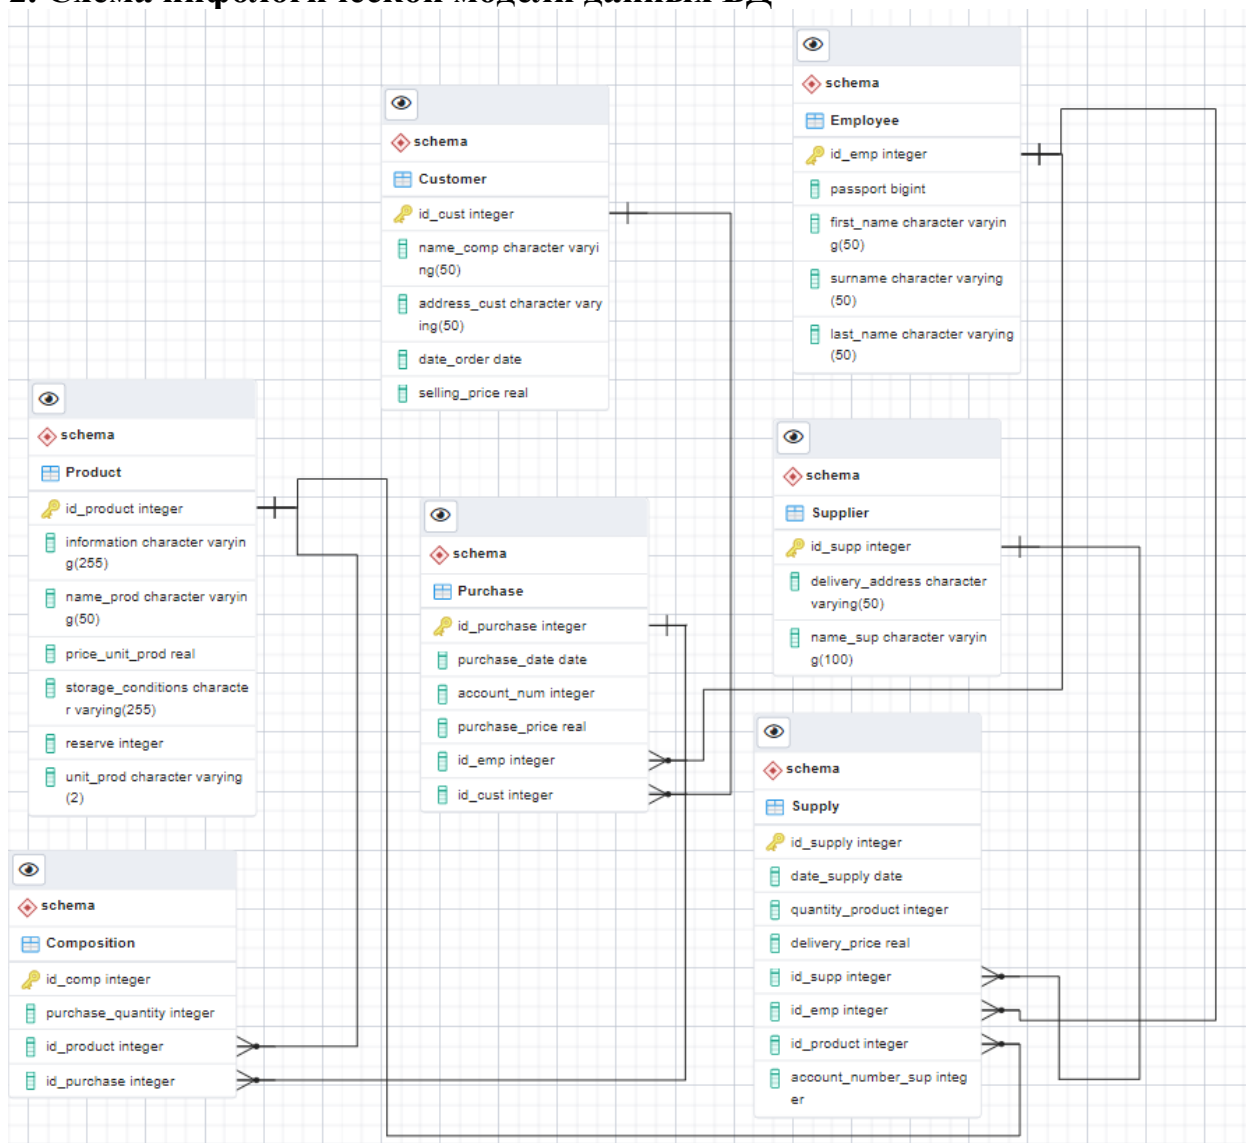 2. Схема инфологической модели данных БД
schema
Employee
id_emp integer
passport bigint
first_name character varyin
g(50)
surname character varying
(50)
last_name character varying
(50)
schema
Customer
id_cust integer
name_comp character varyi
ng(50)
address_cust character vary
ing(50)
date_order date
selling_price real
schema
Product
id_product integer
information character varyin
g(255)
name_prod character varyin
g(50)
price_unit_prod real
storage_conditions characte
r varying(255)
reserve integer
unit_prod character varying
(2)
schema
Purchase
id_purchase integer
purchase_date date
account_num integer
purchase_price real
id_emp integer
id_cust integer
schema
Supplier
id_supp integer
delivery_address character
varying(50)
name_sup character varyin
g(100)
schema
Supply
id_supply integer
date_supply date
quantity_product integer
delivery_price real
id_supp integer
id_emp integer
id_product integer
account_number_sup integ
er
schema
Composition
id_comp integer
purchase_quantity integer
id_product integer
id_purchase integer